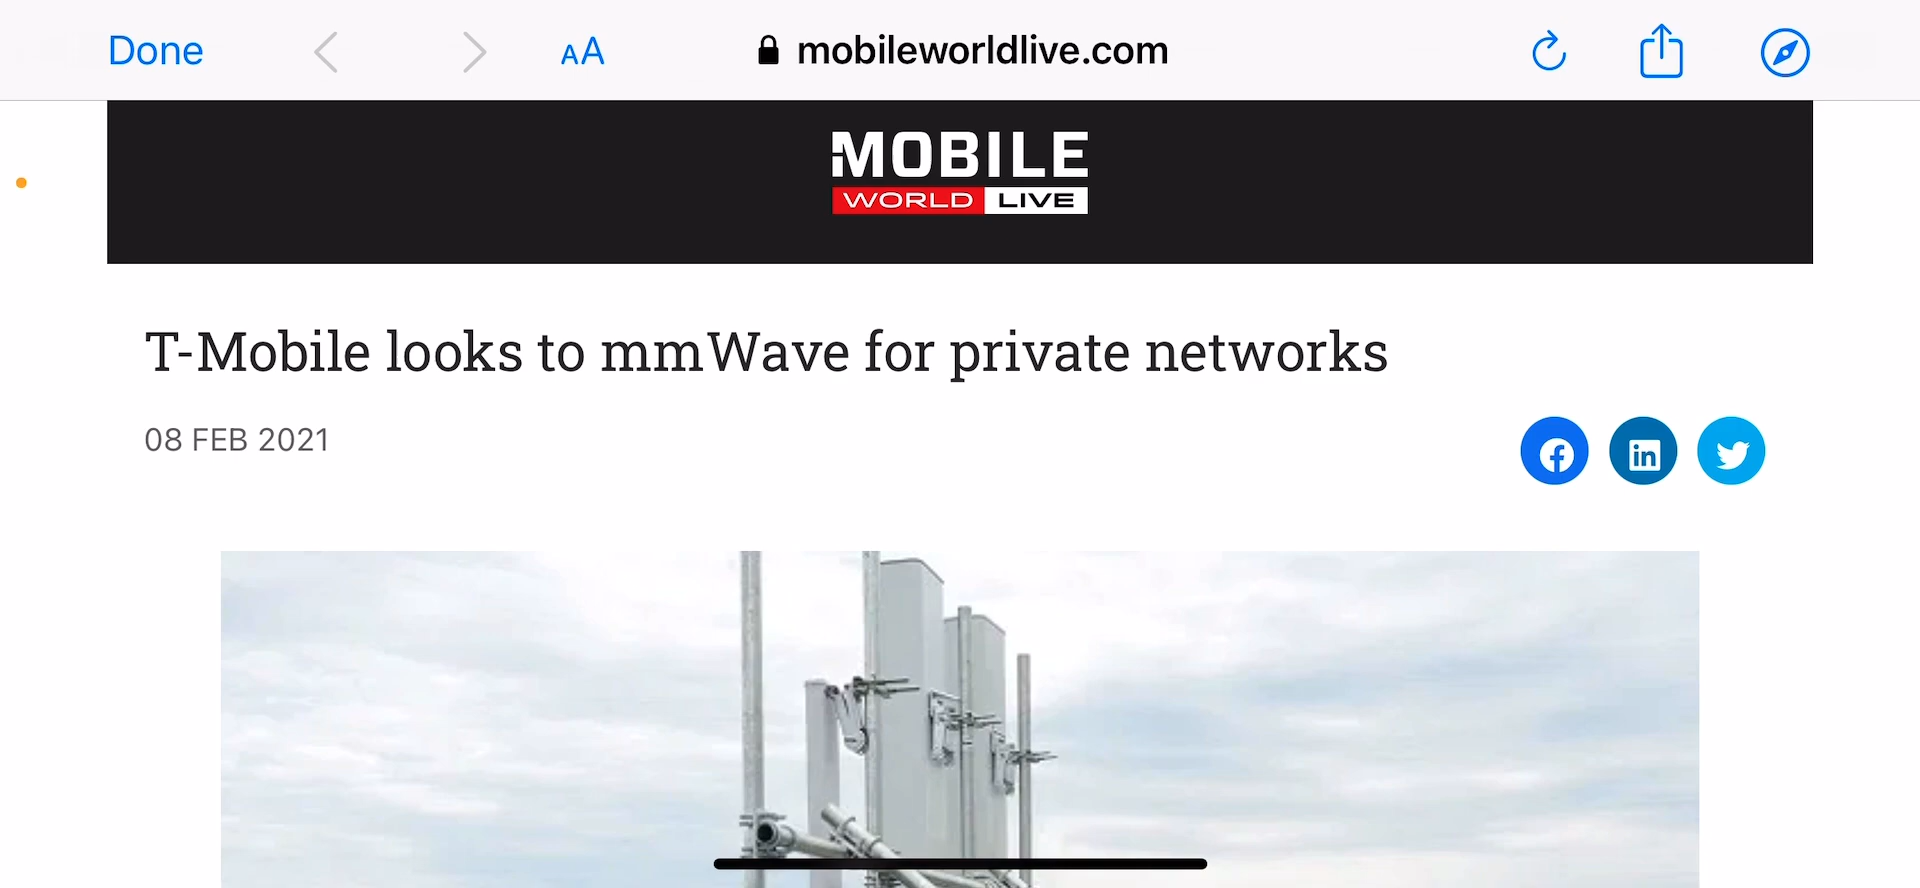 Done AA mobileworldlive.com
MOBILE
WORLD LIVE
T-Mobile looks to mmWave for private networks
08 FEB 2021